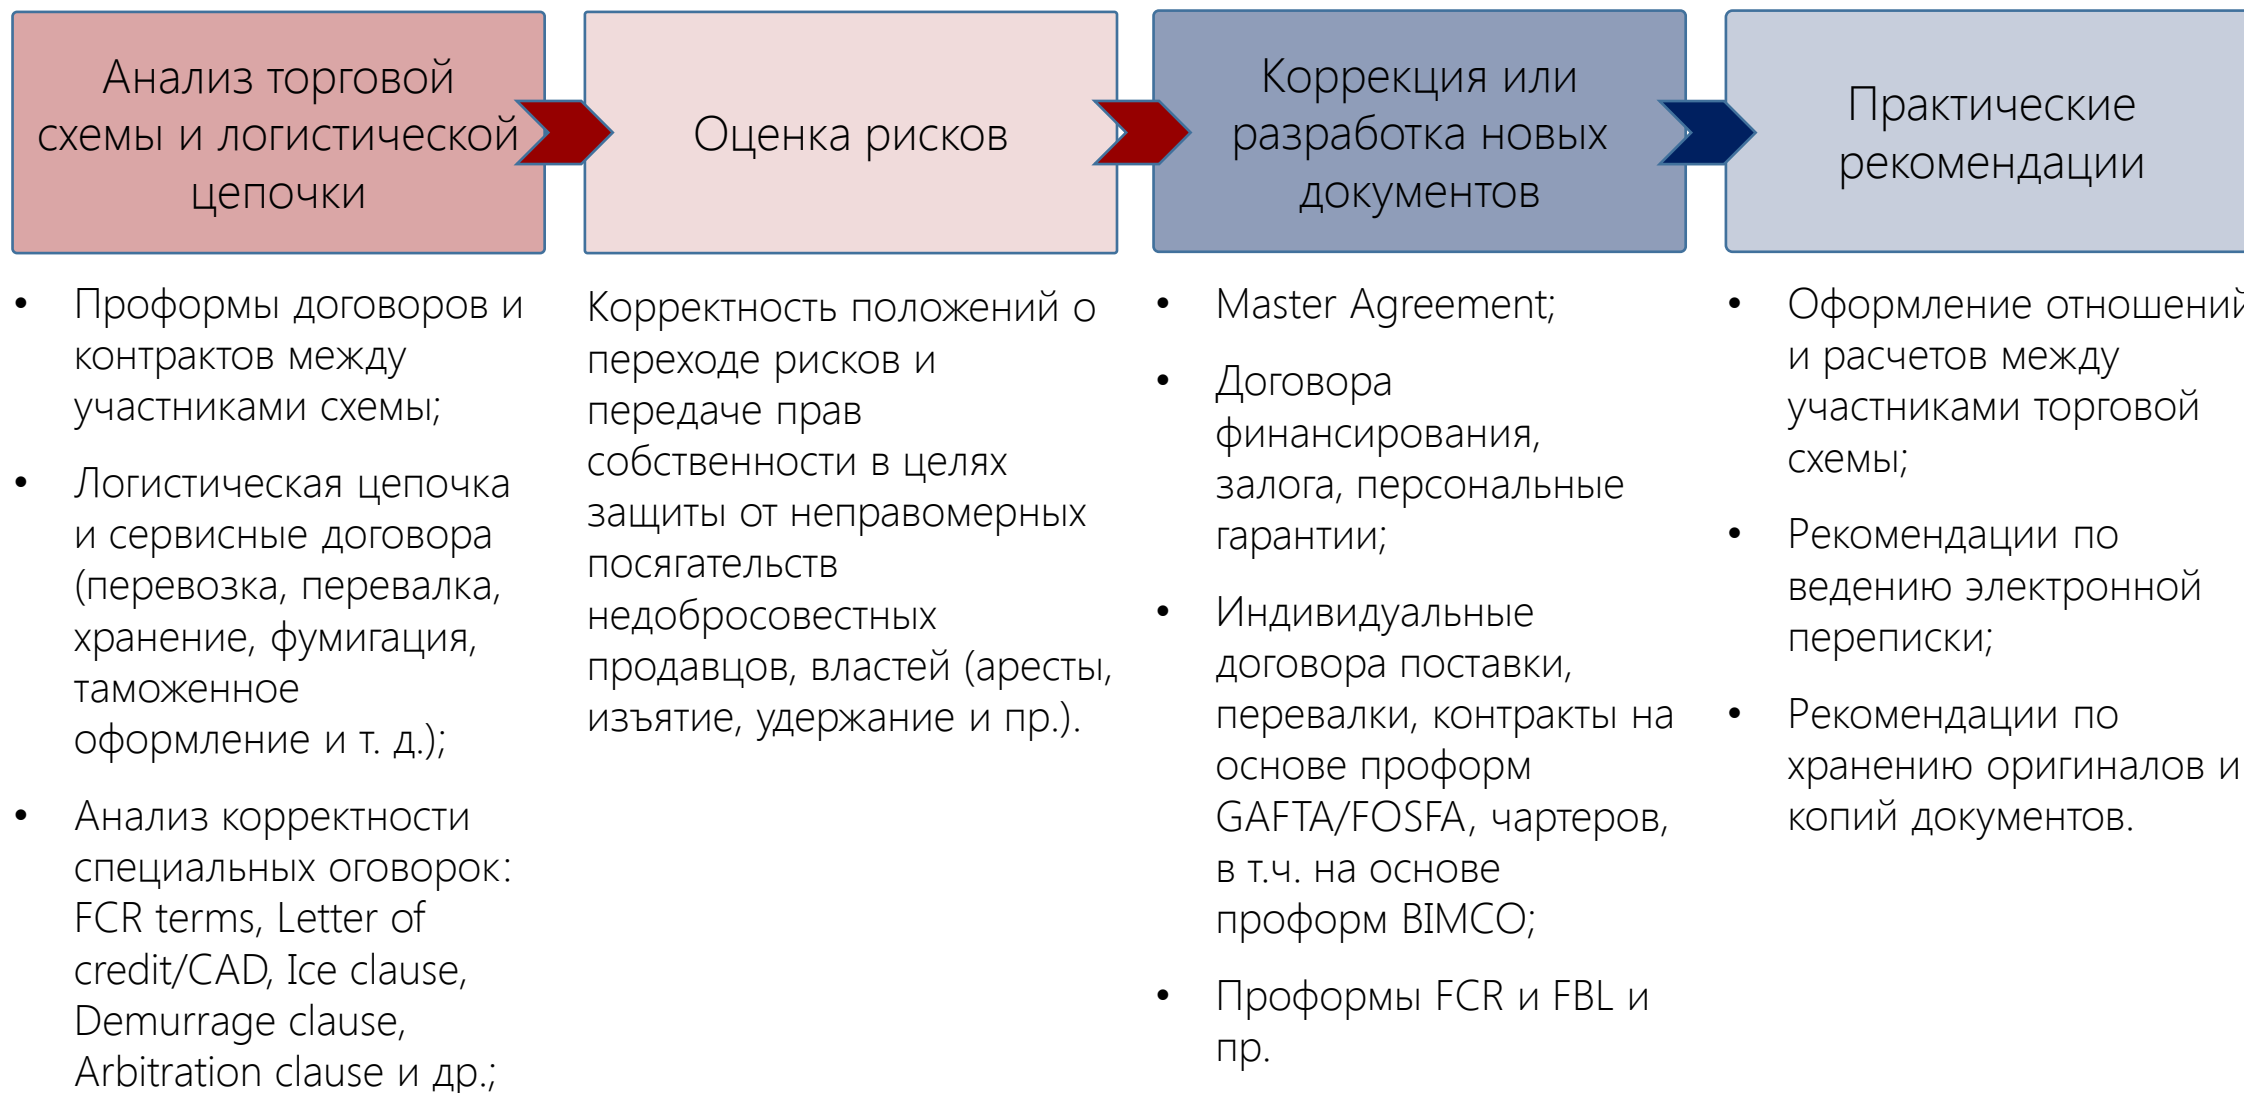 Анализ торговой
схемы и логистической
цепочки
Оценка рисков
Коррекция или
разработка новых
документов
Практические
рекомендации
• Проформы договоров и
контрактов между
участниками схемы;
• Логистическая цепочка
и сервисные договора
(перевозка, перевалка,
хранение, фумигация,
таможенное
оформление и т. д.);
• Анализ корректности
специальных оговорок:
FCR terms, Letter of
credit/CAD, Ice clause,
Demurrage clause,
Arbitration clause и др.;
Корректность положений о
переходе рисков и
передаче прав
собственности в целях
защиты от неправомерных
посягательств
недобросовестных
продавцов, властей (аресты,
изъятие, удержание и пр.).
• Master Agreement;
• Договора
финансирования,
залога, персональные
гарантии;
• Индивидуальные
договора поставки,
перевалки, контракты на
основе проформ
GAFTA/FOSFA, чартеров,
в т.ч. на основе
проформ BIMCO;
• Проформы FCR и FBL и
пр.
• Оформление отношений
и расчетов между
участниками торговой
схемы;
• Рекомендации по
ведению электронной
переписки;
• Рекомендации по
хранению оригиналов и
копий документов.